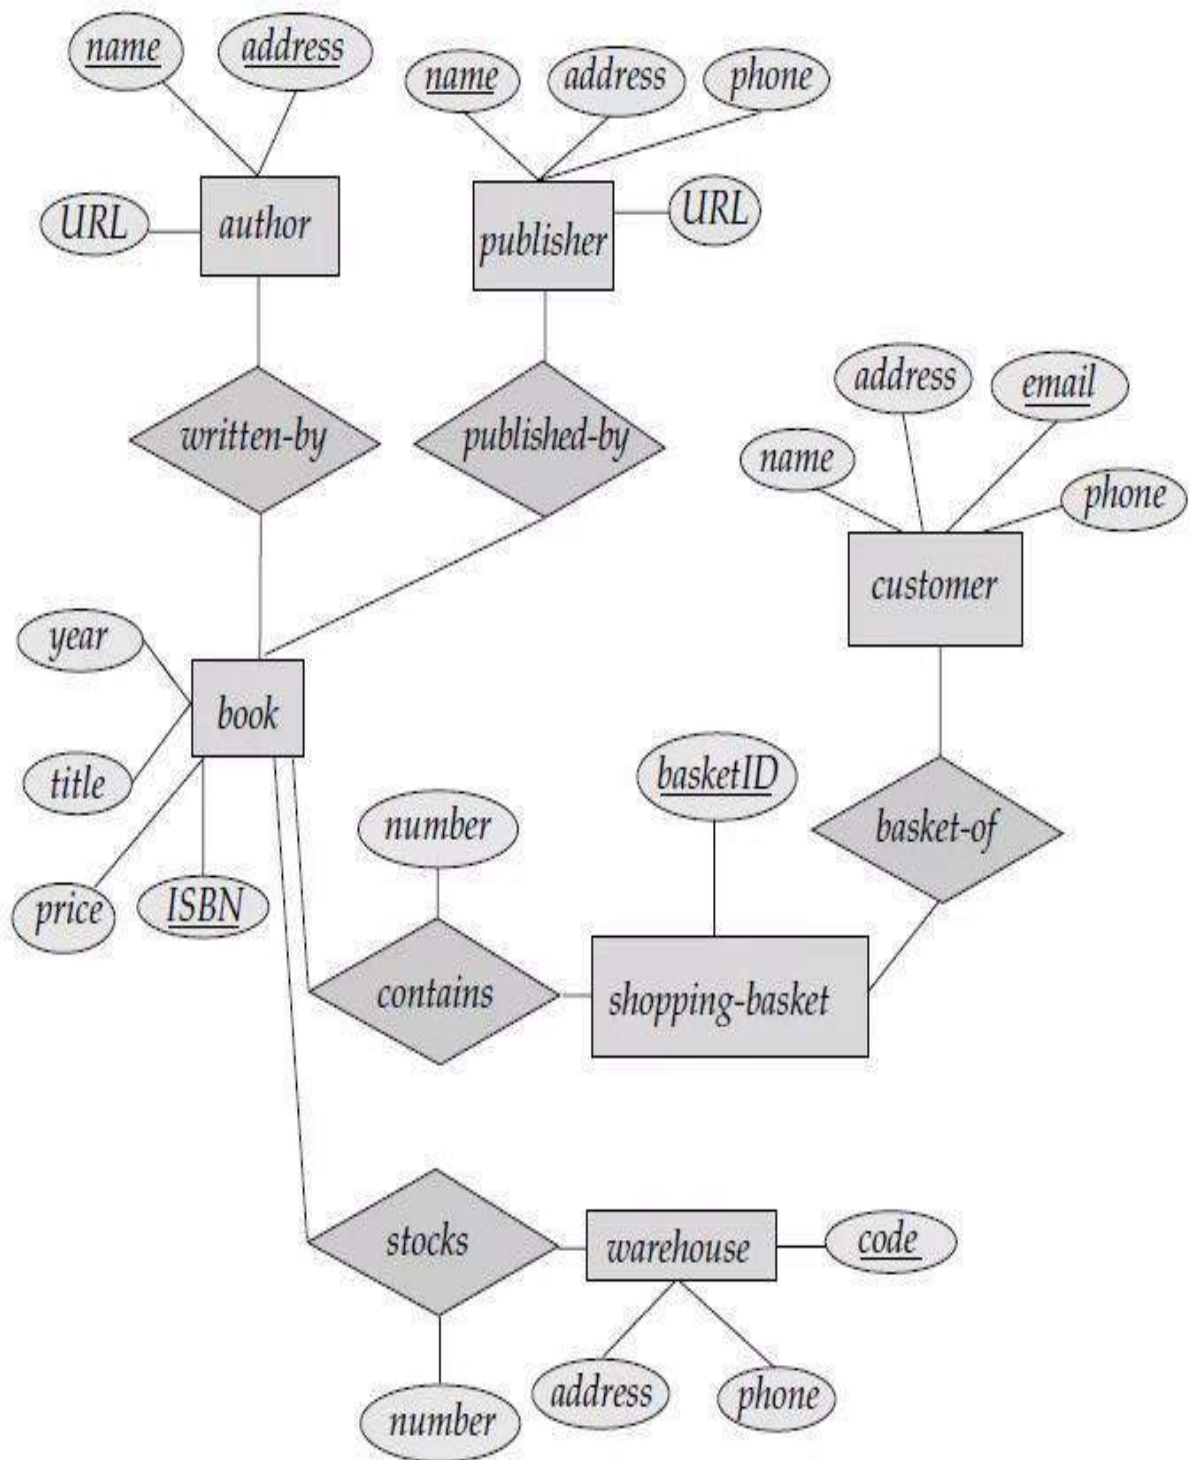 name
address
name
address
phone
URL
author
publisher
URL
written-by
published-by
address
email
name
phone
customer
year
book
title
basketID
number
basket-of
price
ISBN
contains
shopping-basket
stocks
warehouse
code
address
phone
number